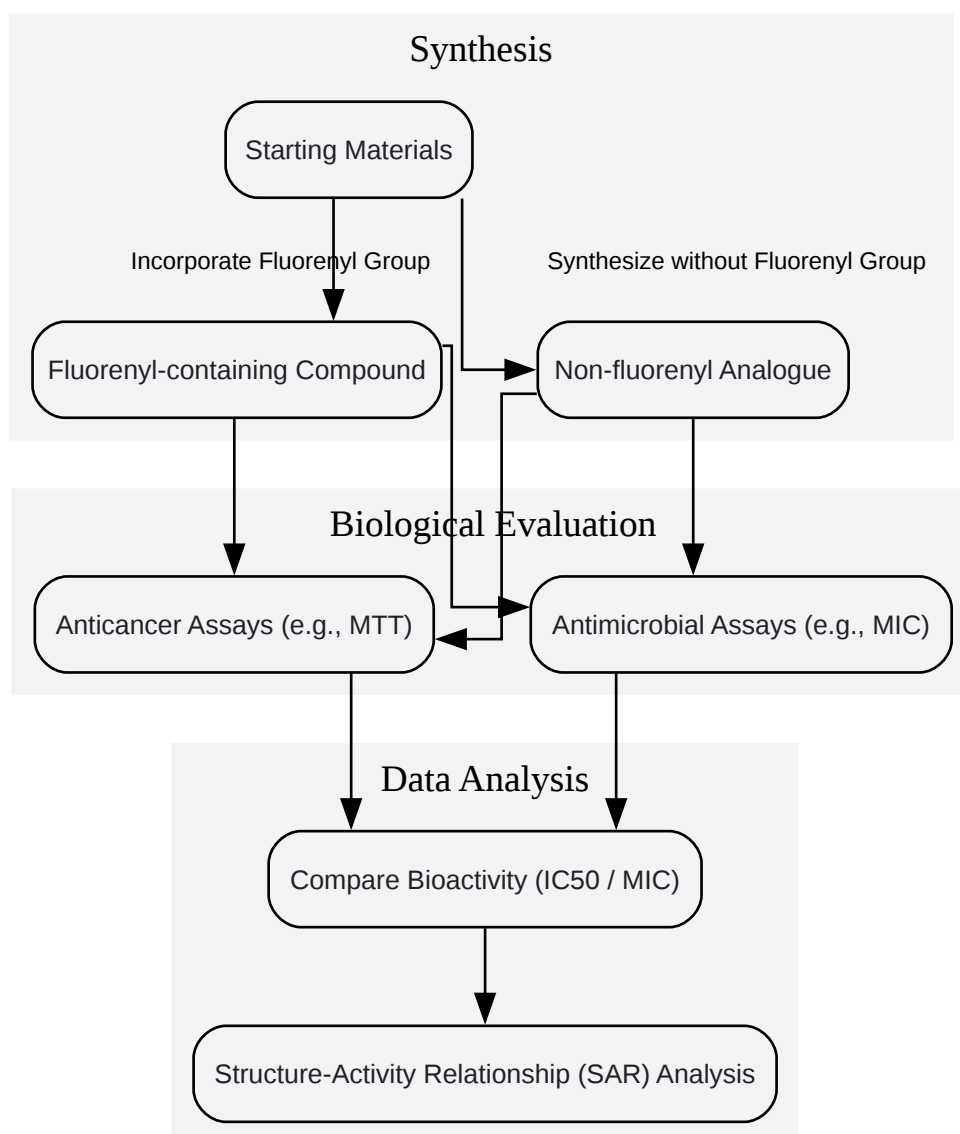 Synthesis
Starting Materials
Incorporate Fluorenyl Group
Synthesize without Fluorenyl Group
Fluorenyl-containing Compound
Non-fluorenyl Analogue
Biological Evaluation
Anticancer Assays (e.g., MTT)
Antimicrobial Assays (e.g., MIC)
Data Analysis
Compare Bioactivity (IC50 / MIC)
Structure-Activity Relationship (SAR) Analysis